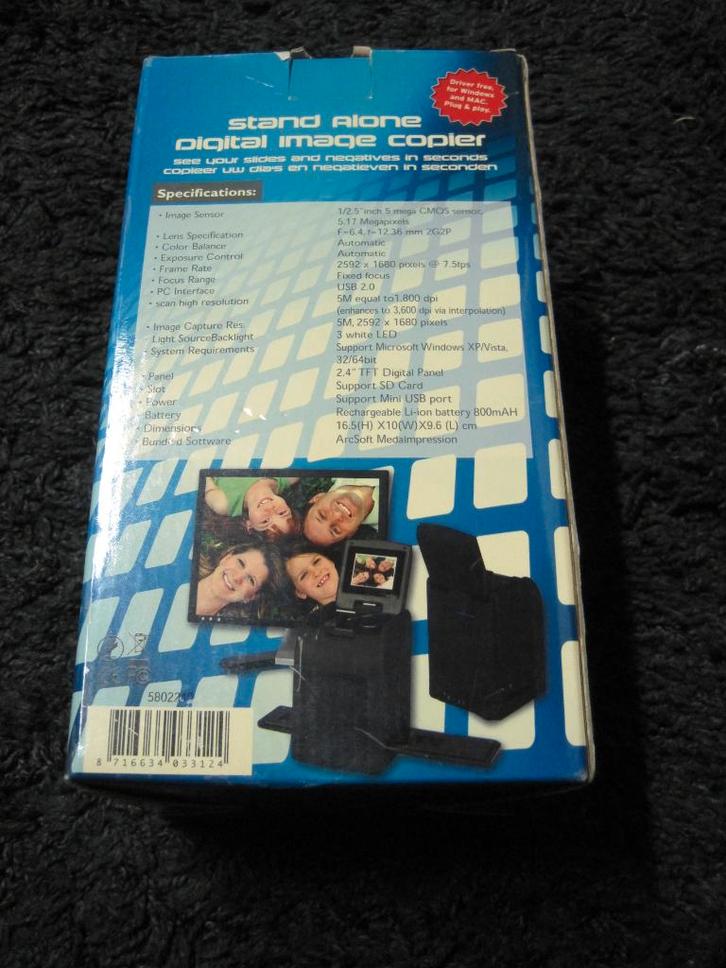 Driver free,
for Windows
and MAC.
Plug & play.
Stand Alone
Digital Image Copier
see your slides and negatives in seconds
copieer uw dia's en negatieven in seconden
Specifications:
• Image Sensor 1/2.5"inch 5 mega CMOS sensor,
5.17 Megapixels
• Lens Specification F=6.4, f=12.36 mm 2G2P
• Color Balance Automatic
• Exposure Control Automatic
• Frame Rate 2592 x 1680 pixels @ 7.5fps
• Focus Range Fixed focus
• PC Interface USB 2.0
• scan high resolution 5M equal to1.800 dpi
(enhances to 3,600 dpi via interpolation)
• Image Capture Res. 5M, 2592 x 1680 pixels
Light SourceBacklight 3 white LED
System Requirements Support Microsoft Windows XP/Vista,
32/64bit
• Panel 2.4" TFT Digital Panel
• Slot Support SD Card
• Power Support Mini USB port
Battery Rechargeable Li-ion battery 800mAH
• Dimensions 16.5(H) X10(W)X9.6 (L) cm
• Bundled Software ArcSoft MedaImpression
8 716634 033124